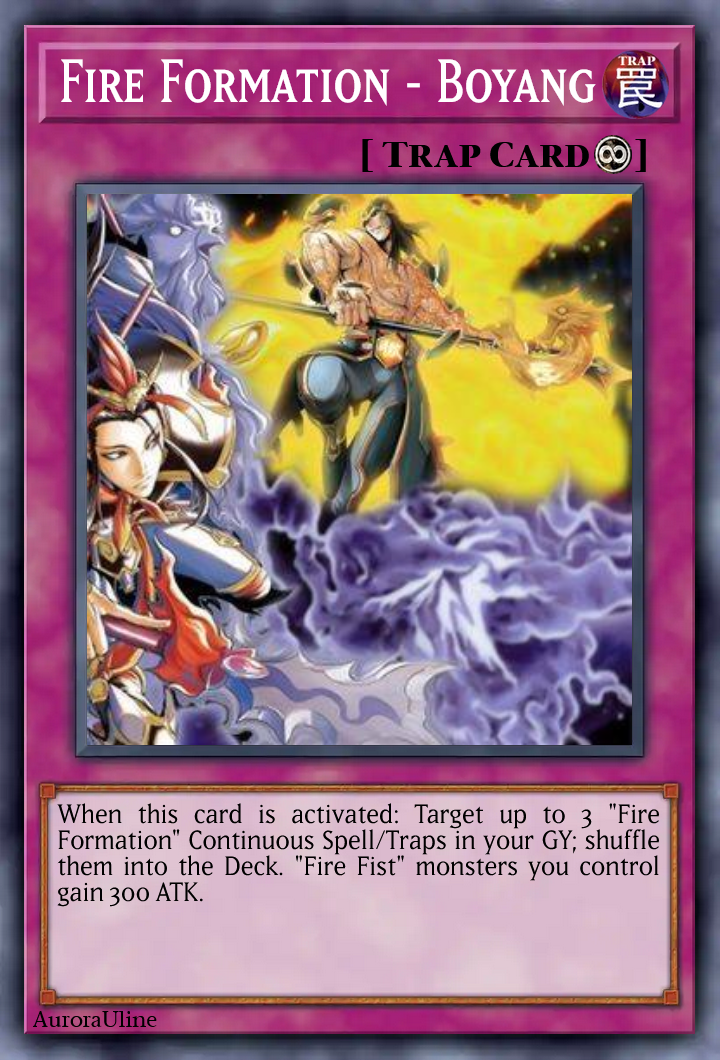 Fire Formation - Boyang
TRAP
罠
[ Trap Card ]
When this card is activated: Target up to 3 "Fire
Formation" Continuous Spell/Traps in your GY; shuffle
them into the Deck. "Fire Fist" monsters you control
gain 300 ATK.
AuroraUline